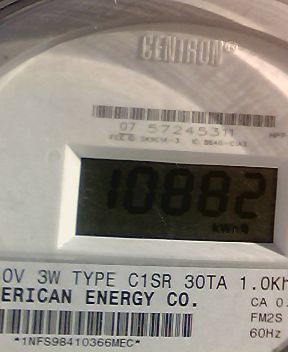 CENTRON®
07 57245311
10882
kWh
0V 3W TYPE C1SR 30TA 1.0Kh
ERICAN ENERGY CO.
CA 0.
FM2S
60Hz
*1NFS98410366MEC*